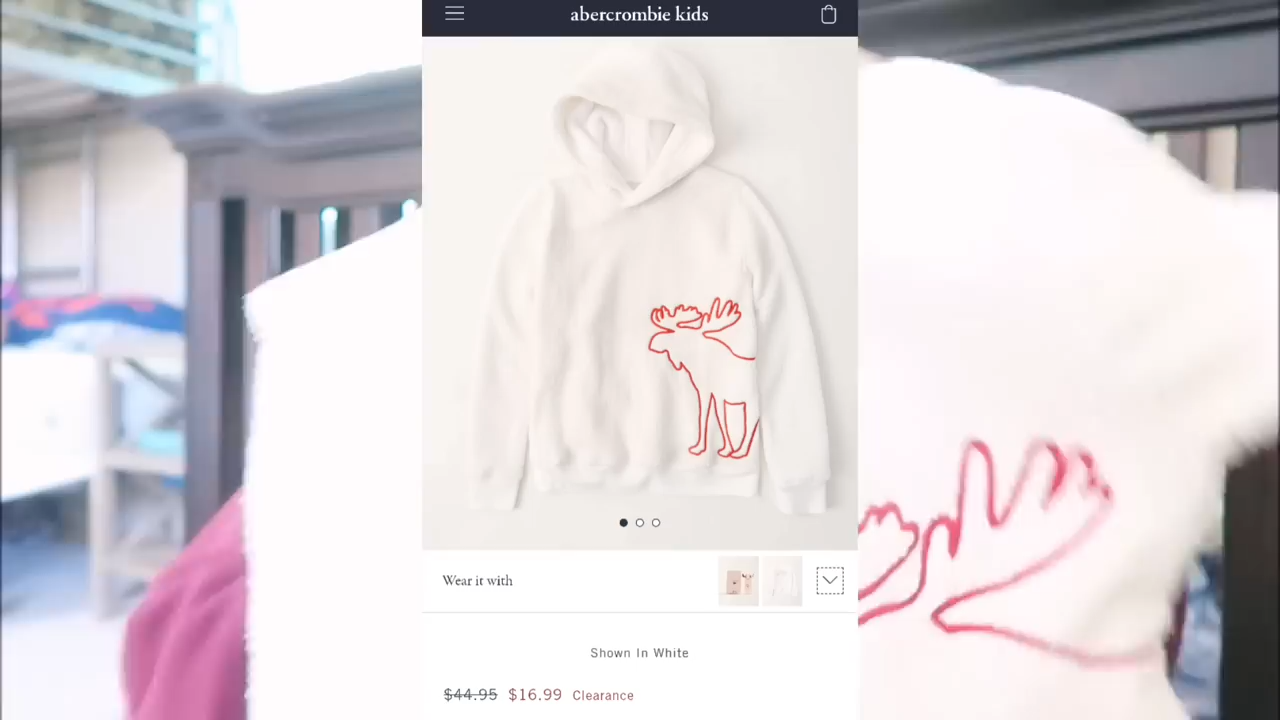 abercrombie kids
Wear it with
Shown In White
$44.95 $16.99 Clearance